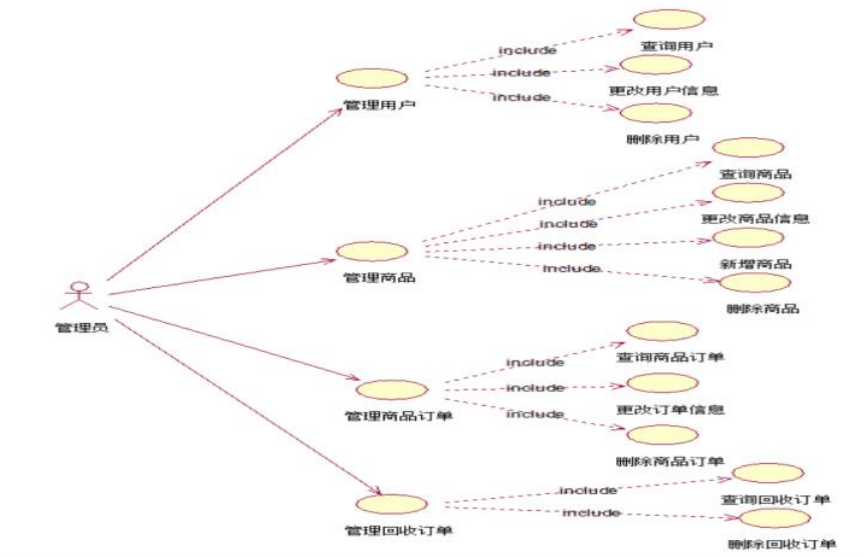 include
查询用户
include
更改用户信息
管理用户
include
删除用户
查询商品
include
更改商品信息
include
include
新增商品
管理商品
include
删除商品
管理员
include
查询商品订单
include
更改订单信息
管理商品订单
include
删除商品订单
include
查询回收订单
include
管理回收订单
删除回收订单